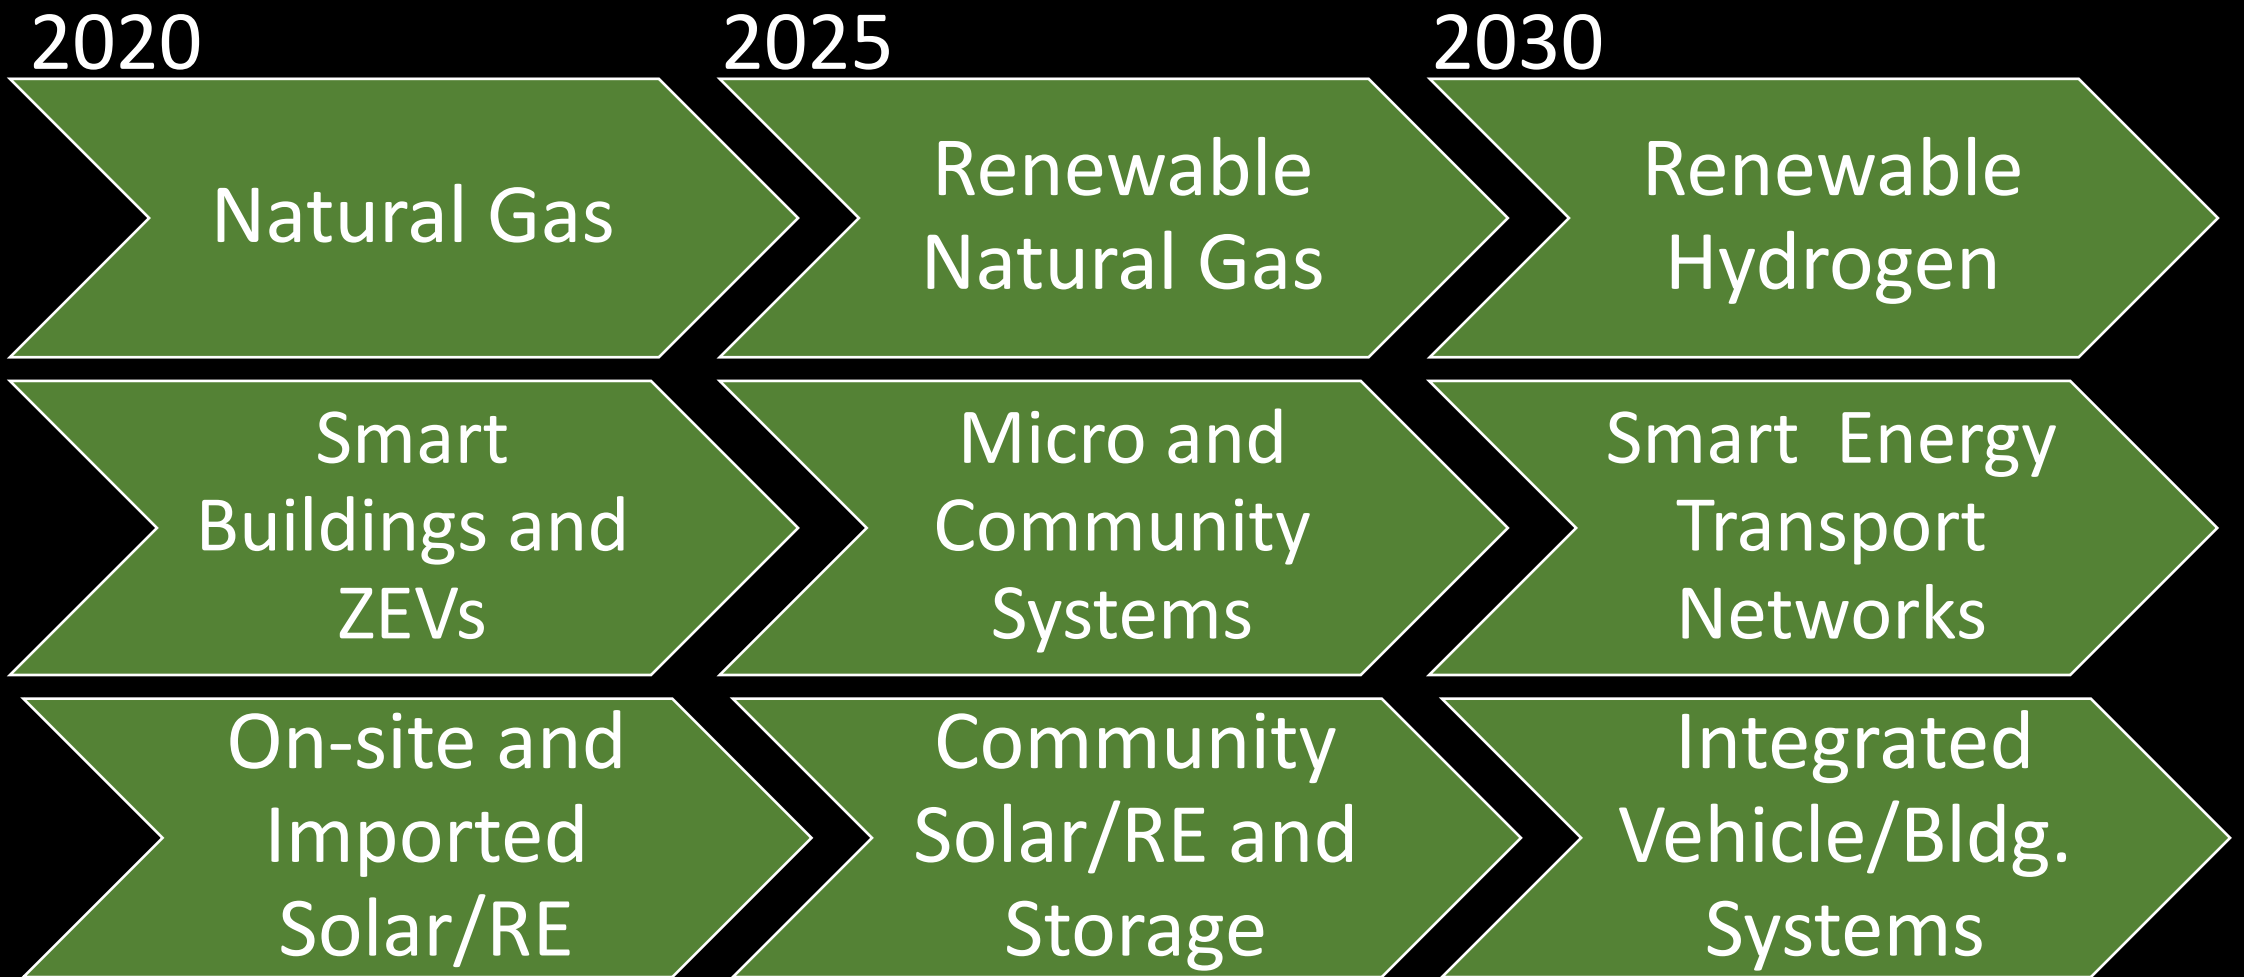 2020
2025
2030
Natural Gas
Renewable
Natural Gas
Renewable
Hydrogen
Smart
Buildings and
ZEVs
Micro and
Community
Systems
Smart  Energy
Transport
Networks
On-site and
Imported
Solar/RE
Community
Solar/RE and
Storage
Integrated
Vehicle/Bldg.
Systems